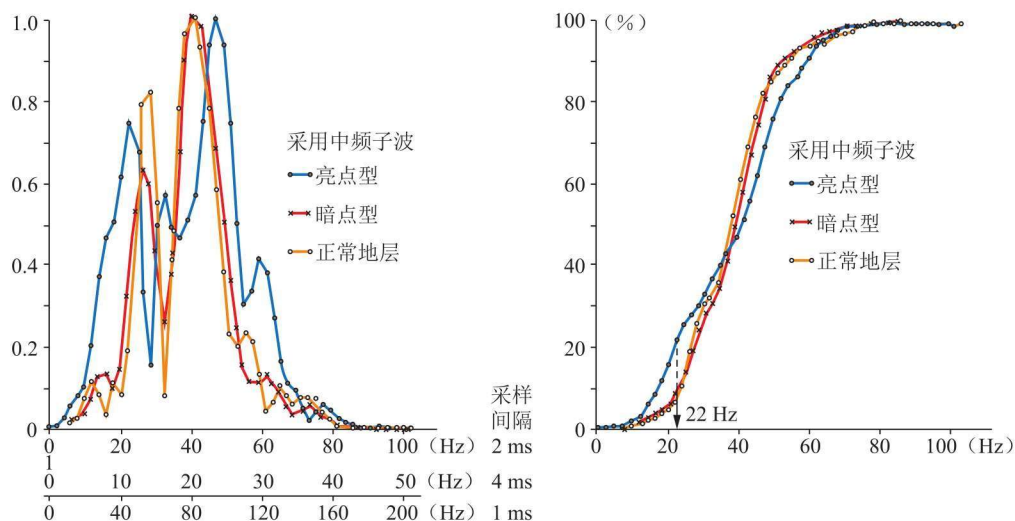 1.0
0.8
0.6
0.4
0.2
0
采用中频子波
亮点型
暗点型
正常地层
采样
间隔
0 20 40 60 80 100 (Hz) 2 ms
1
0 10 20 30 40 50 (Hz) 4 ms
0 40 80 120 160 200 (Hz) 1 ms
100 (%)
80
60
40
20
0
采用中频子波
亮点型
暗点型
正常地层
22 Hz
0 20 40 60 80 100 (Hz)